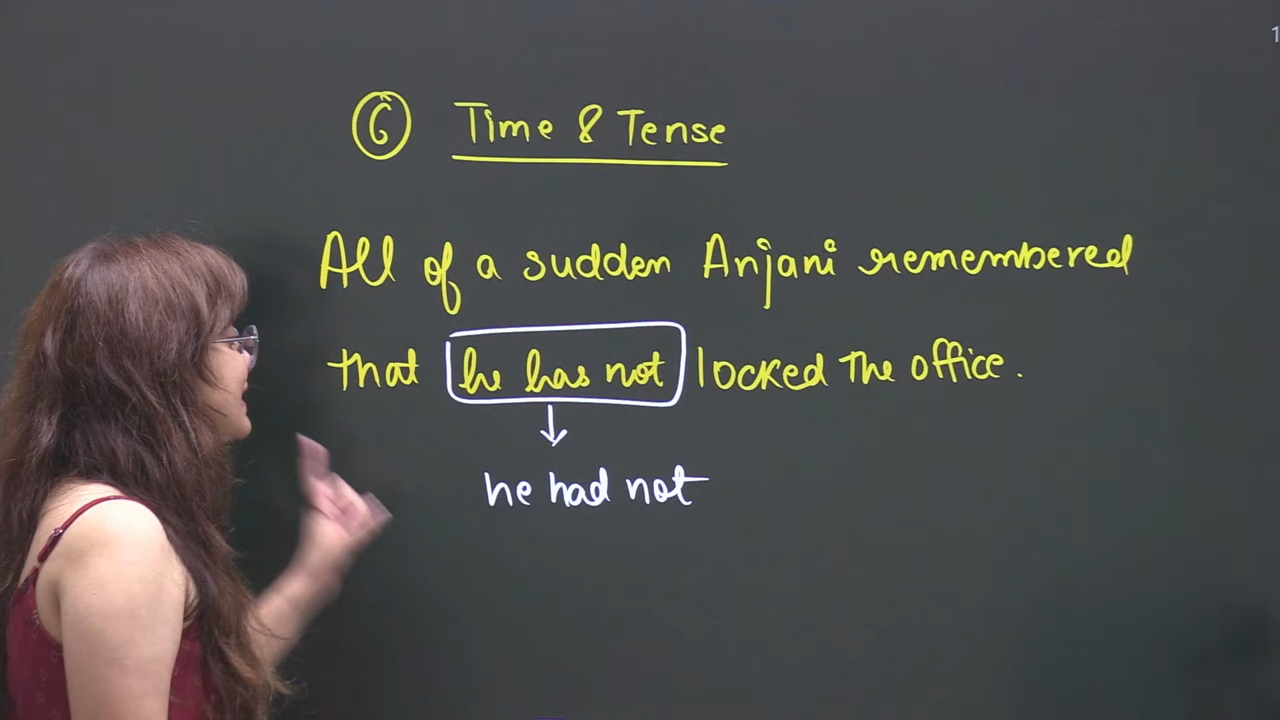 6 Time & Tense
All of a sudden Anjani remembered
that he has not locked the office.
he had not